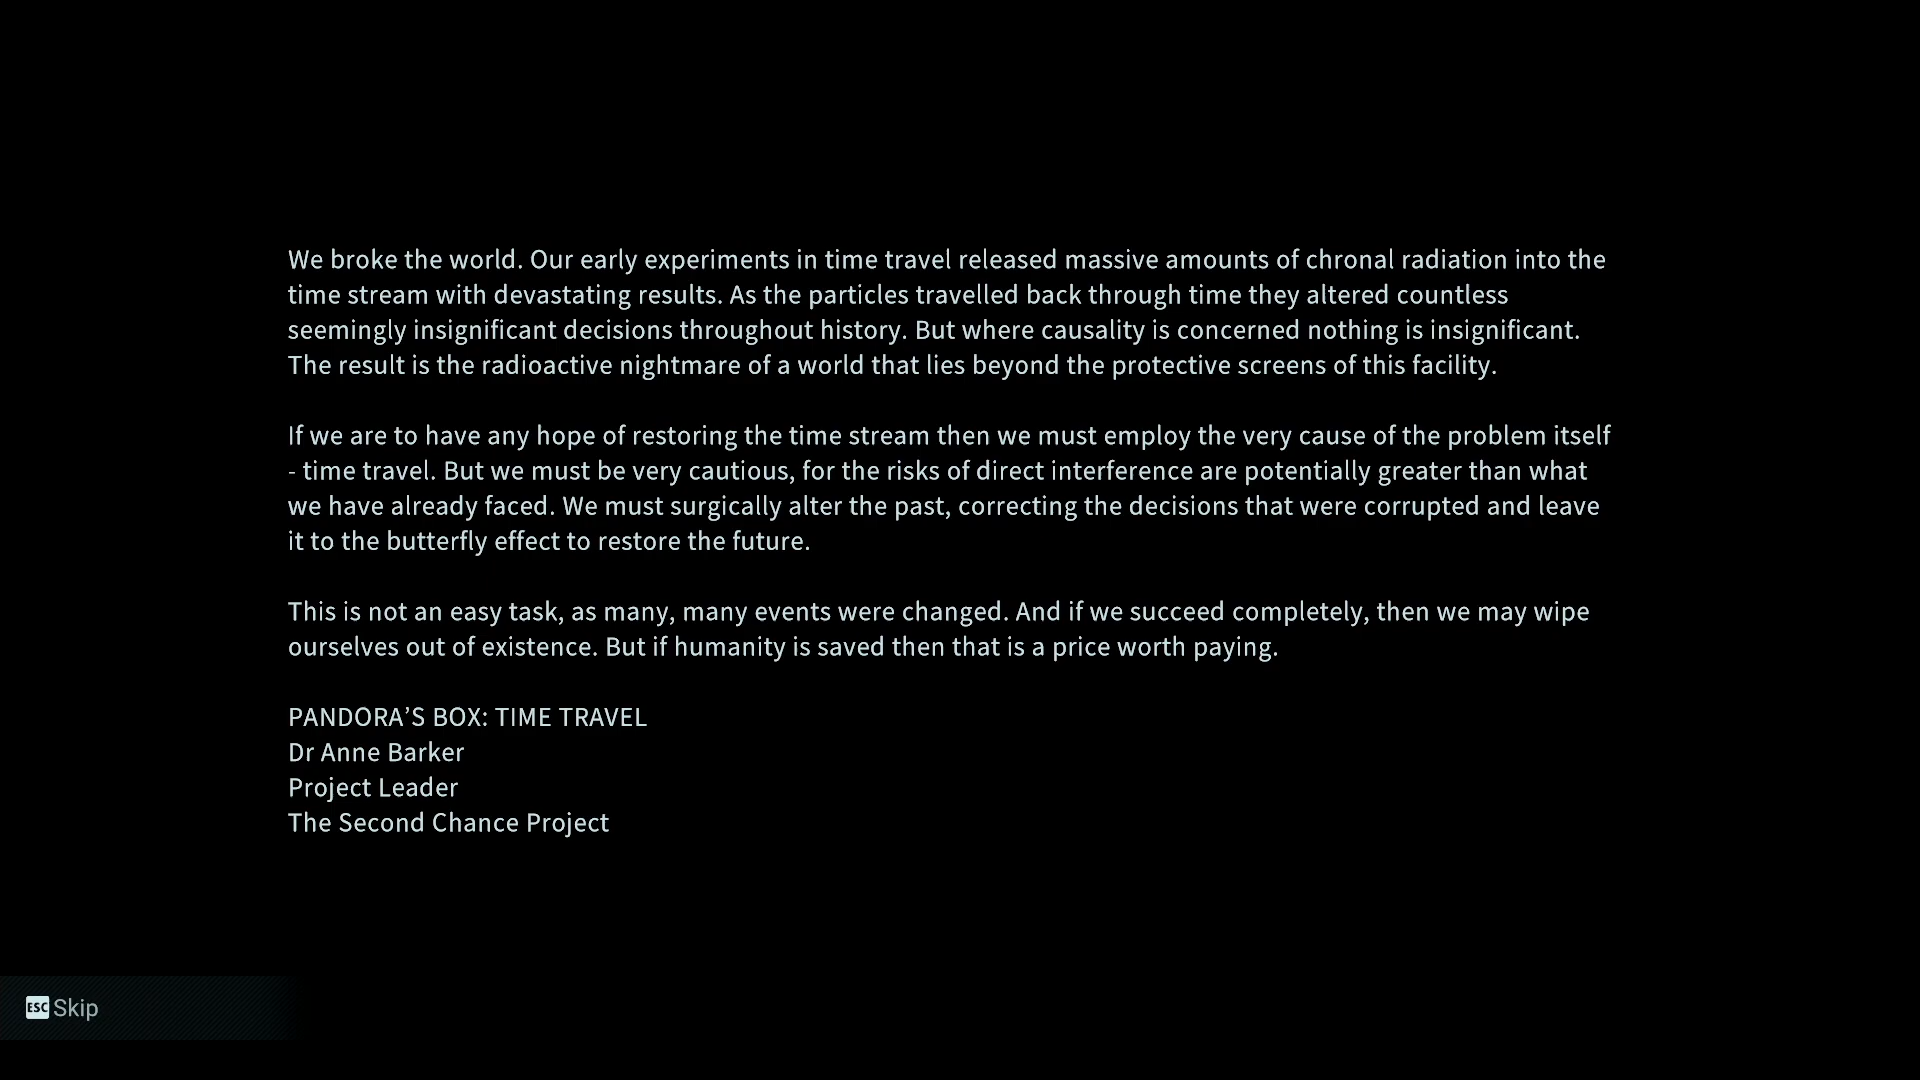 We broke the world. Our early experiments in time travel released massive amounts of chronal radiation into the
time stream with devastating results. As the particles travelled back through time they altered countless
seemingly insignificant decisions throughout history. But where causality is concerned nothing is insignificant.
The result is the radioactive nightmare of a world that lies beyond the protective screens of this facility.
If we are to have any hope of restoring the time stream then we must employ the very cause of the problem itself
- time travel. But we must be very cautious, for the risks of direct interference are potentially greater than what
we have already faced. We must surgically alter the past, correcting the decisions that were corrupted and leave
it to the butterfly effect to restore the future.
This is not an easy task, as many, many events were changed. And if we succeed completely, then we may wipe
ourselves out of existence. But if humanity is saved then that is a price worth paying.
PANDORA’S BOX: TIME TRAVEL
Dr Anne Barker
Project Leader
The Second Chance Project
ESC Skip